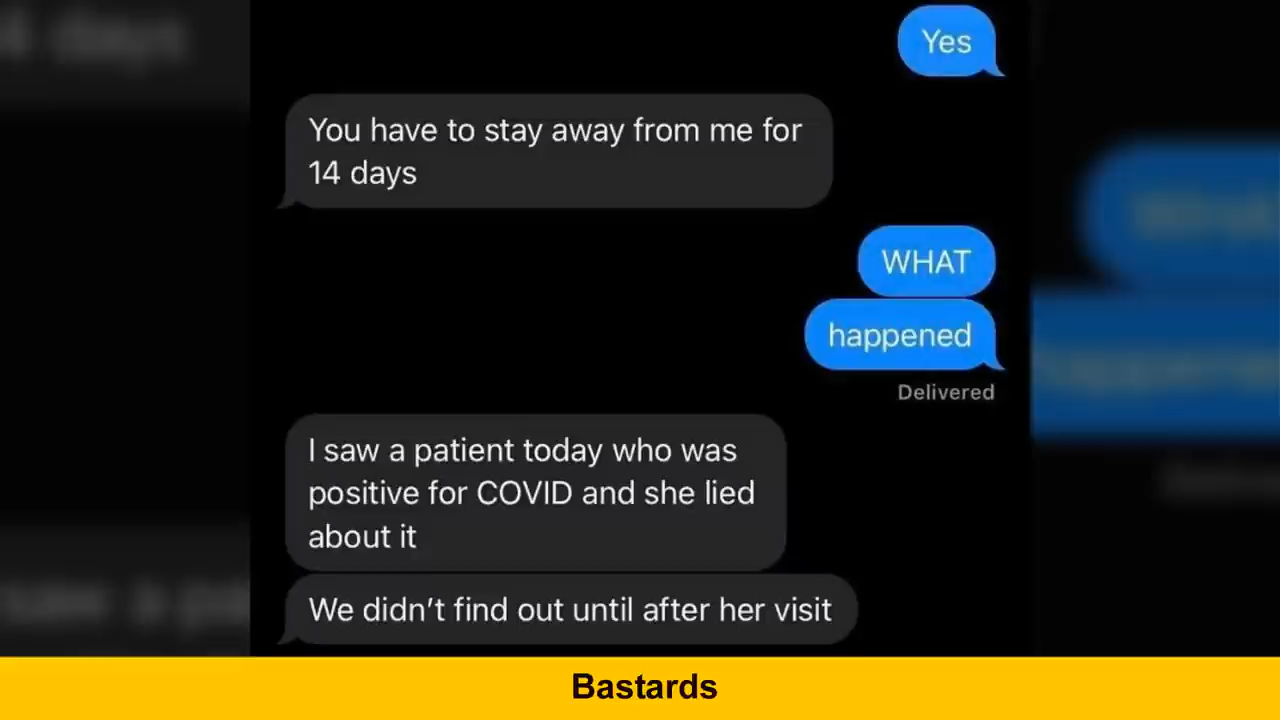 Yes
You have to stay away from me for
14 days
WHAT
happened
Delivered
I saw a patient today who was
positive for COVID and she lied
about it
We didn’t find out until after her visit
Bastards